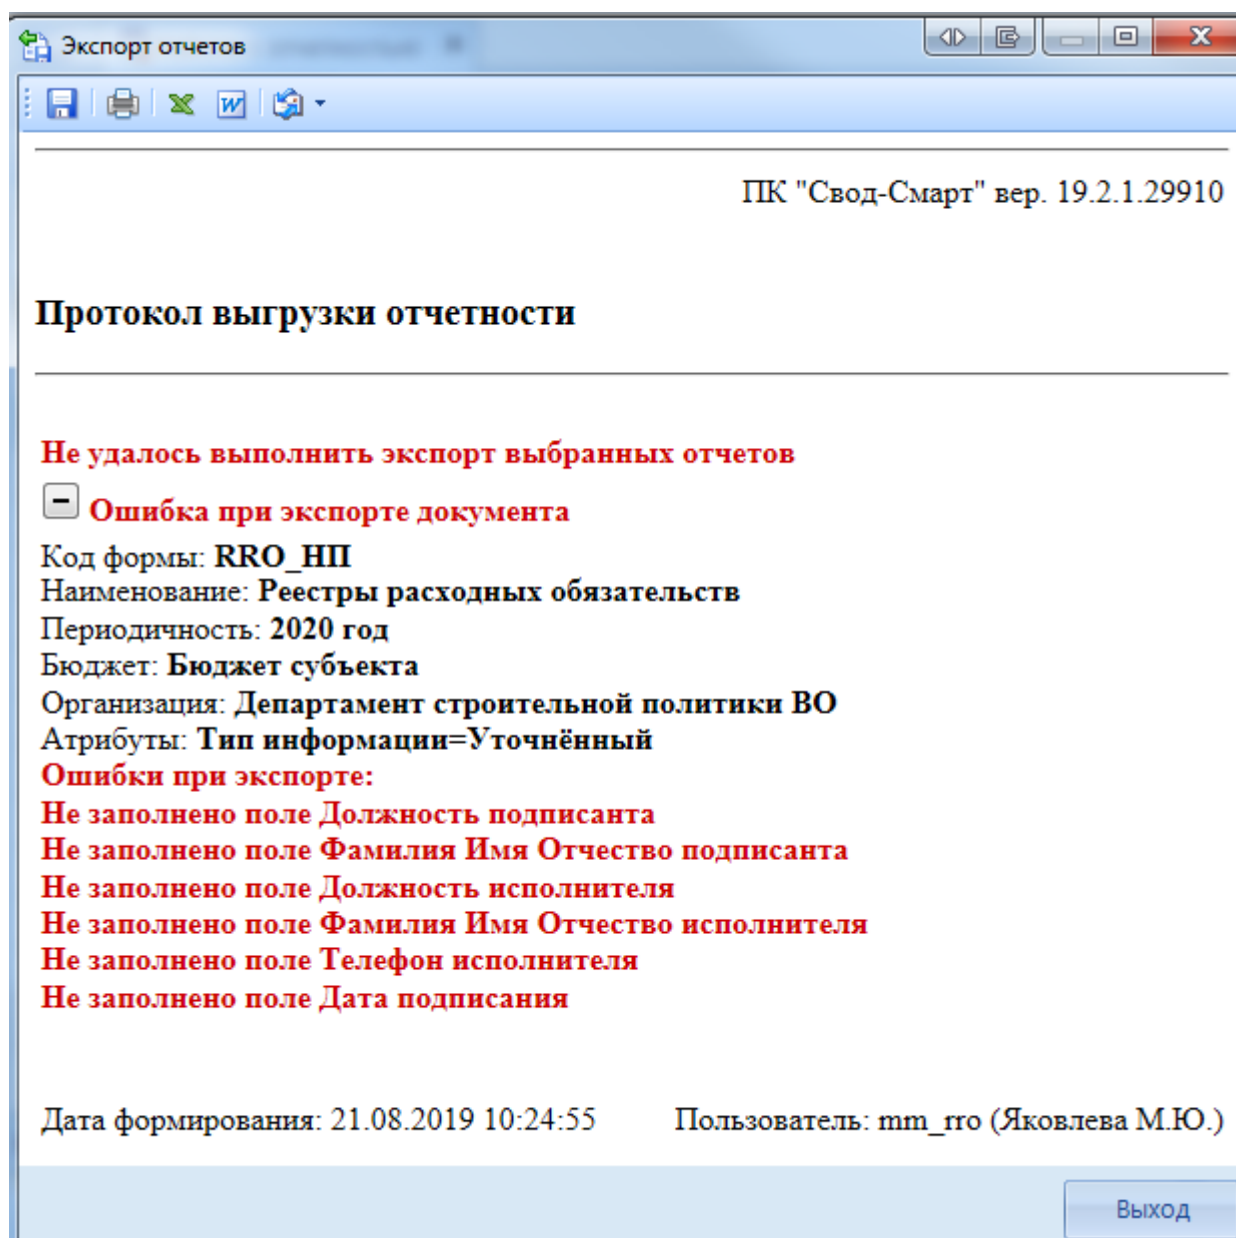 Экспорт отчетов
ПК "Свод-Смарт" вер. 19.2.1.29910
Протокол выгрузки отчетности
Не удалось выполнить экспорт выбранных отчетов
Ошибка при экспорте документа
Код формы: RRO_НП
Наименование: Реестры расходных обязательств
Периодичность: 2020 год
Бюджет: Бюджет субъекта
Организация: Департамент строительной политики ВО
Атрибуты: Тип информации=Уточнённый
Ошибки при экспорте:
Не заполнено поле Должность подписанта
Не заполнено поле Фамилия Имя Отчество подписанта
Не заполнено поле Должность исполнителя
Не заполнено поле Фамилия Имя Отчество исполнителя
Не заполнено поле Телефон исполнителя
Не заполнено поле Дата подписания
Дата формирования: 21.08.2019 10:24:55 Пользователь: mm_rro (Яковлева М.Ю.)
Выход